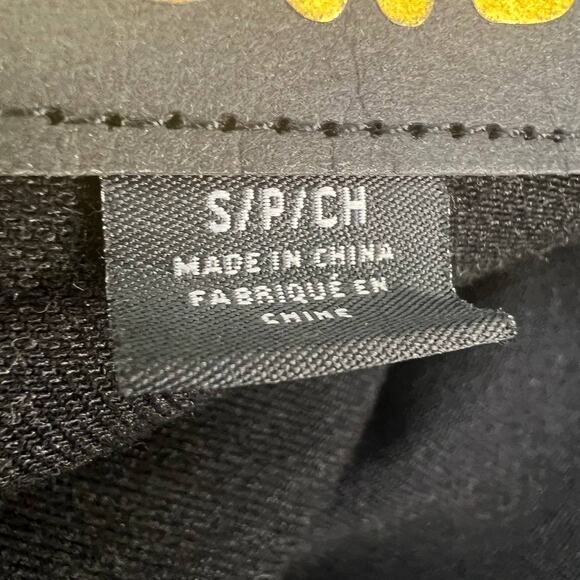 S/P/CH
MADE IN CHINA
FABRIQUÉ EN
CHINE